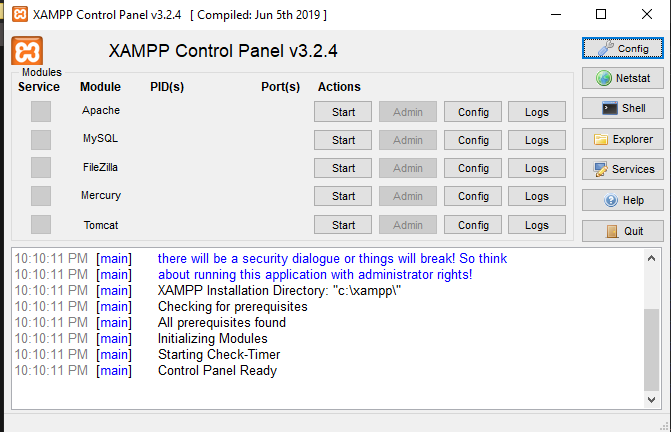 XAMPP Control Panel v3.2.4 [ Compiled: Jun 5th 2019 ]
XAMPP Control Panel v3.2.4
Config
Modules
Service Module PID(s) Port(s) Actions
Netstat
Apache Start Admin Config Logs
Shell
MySQL Start Admin Config Logs
Explorer
FileZilla Start Admin Config Logs
Services
Mercury Start Admin Config Logs
Help
Tomcat Start Admin Config Logs
Quit
10:10:11 PM [main] there will be a security dialogue or things will break! So think
10:10:11 PM [main] about running this application with administrator rights!
10:10:11 PM [main] XAMPP Installation Directory: "c:\xampp\"
10:10:11 PM [main] Checking for prerequisites
10:10:11 PM [main] All prerequisites found
10:10:11 PM [main] Initializing Modules
10:10:11 PM [main] Starting Check-Timer
10:10:11 PM [main] Control Panel Ready